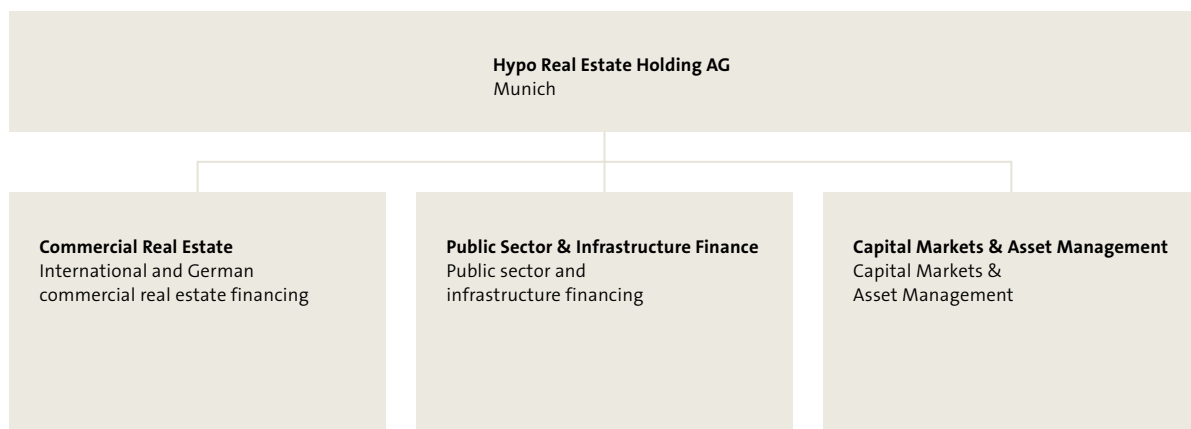 Hypo Real Estate Holding AG
Munich
Commercial Real Estate
International and German
commercial real estate financing
Public Sector & Infrastructure Finance
Public sector and
infrastructure financing
Capital Markets & Asset Management
Capital Markets &
Asset Management